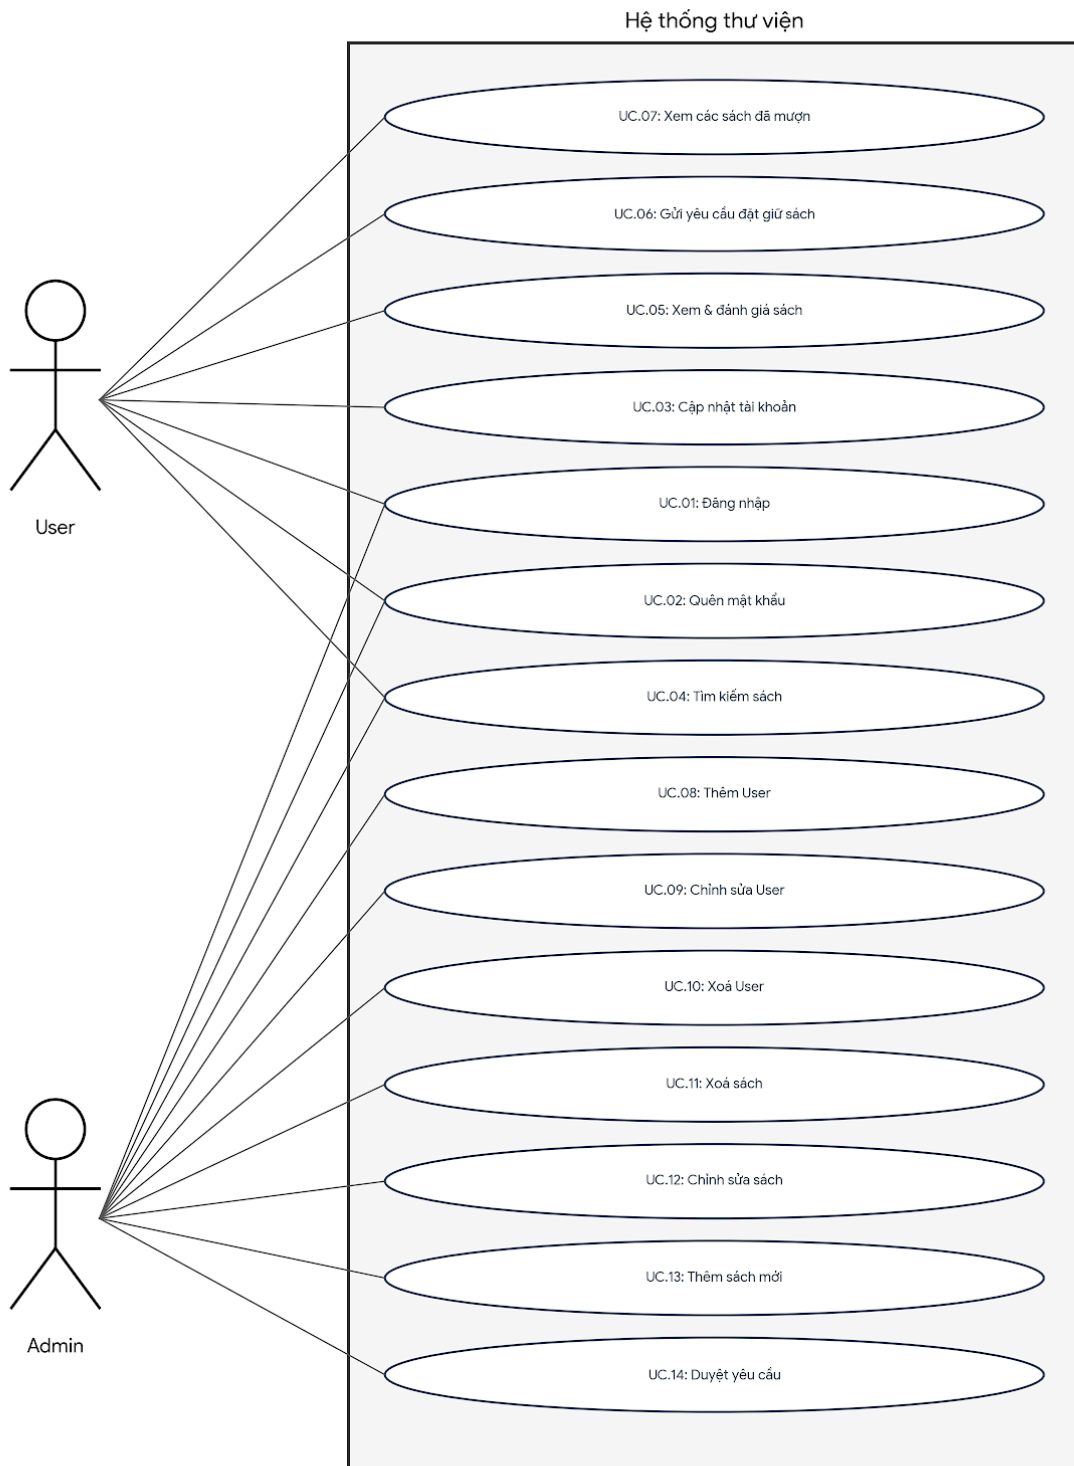 Hệ thống thư viện
UC.07: Xem các sách đã mượn
UC.06: Gửi yêu cầu đặt giữ sách
UC.05: Xem & đánh giá sách
UC.03: Cập nhật tài khoản
UC.01: Đăng nhập
User
UC.02: Quên mật khẩu
UC.04: Tìm kiếm sách
UC.08: Thêm User
UC.09: Chỉnh sửa User
UC.10: Xoá User
UC.11: Xoá sách
UC.12: Chỉnh sửa sách
UC.13: Thêm sách mới
Admin
UC.14: Duyệt yêu cầu